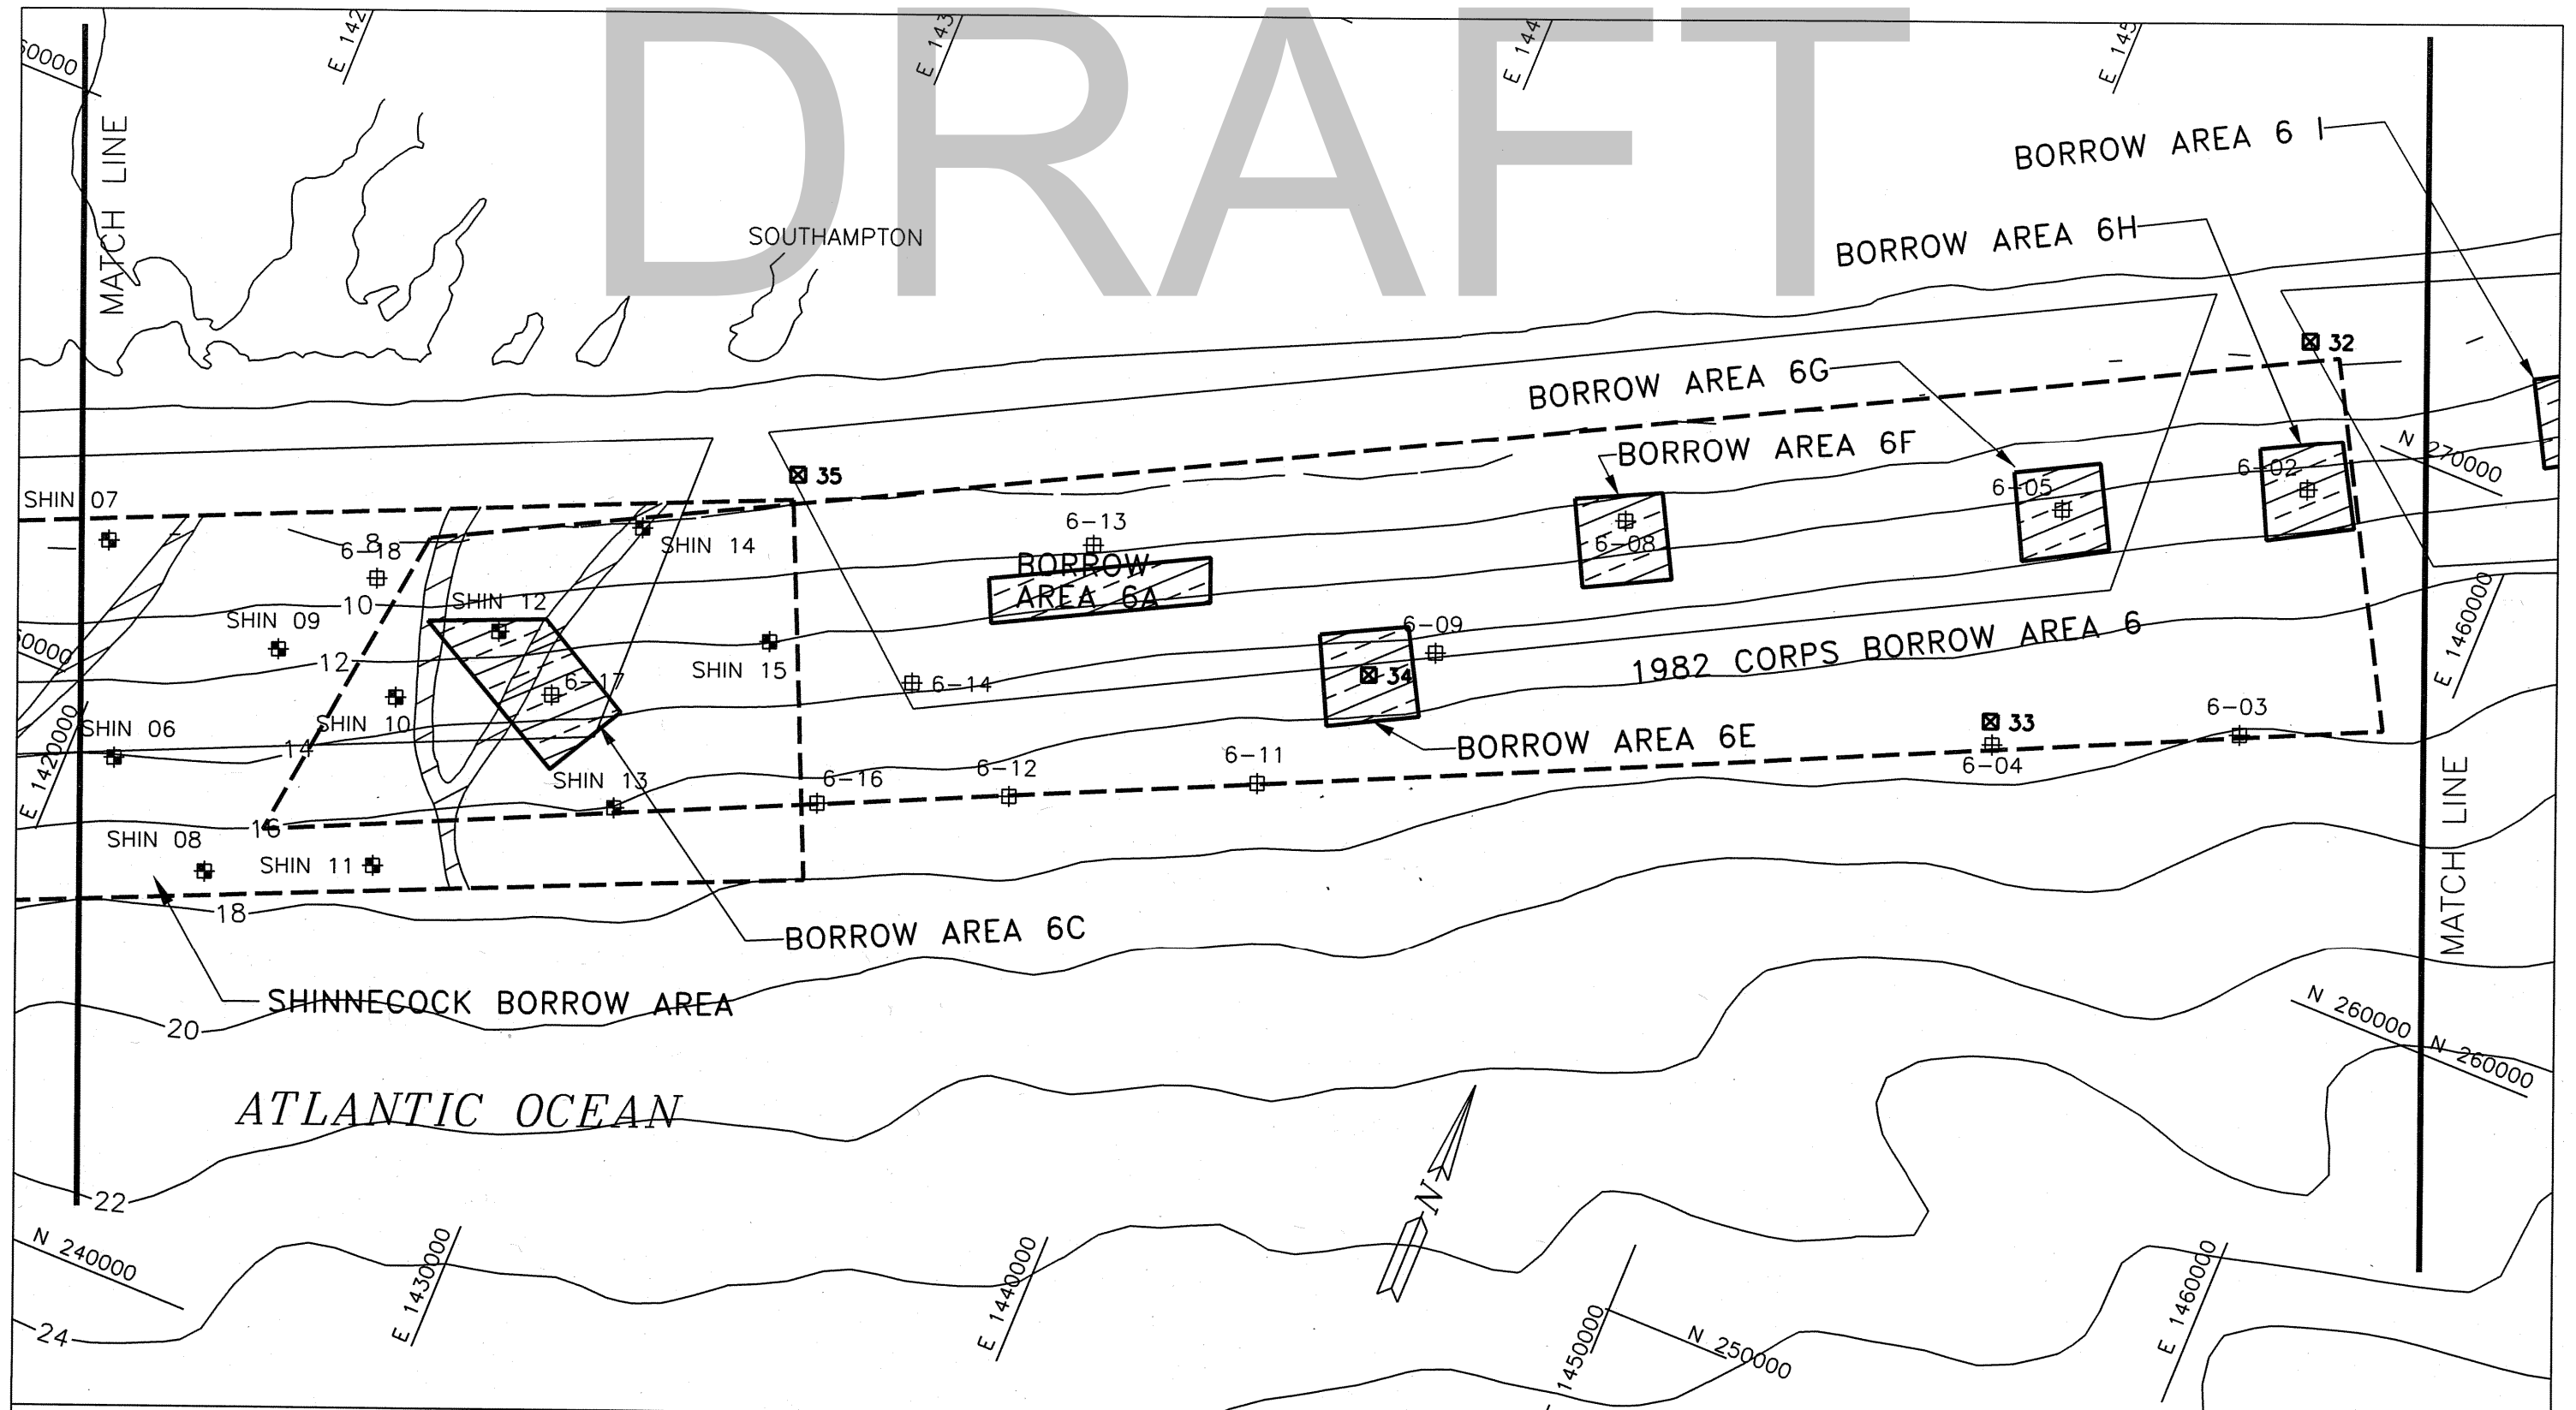 DRAFT
E 142
E 143
E 144
E 145
MATCH LINE
SOUTHAMPTON
BORROW AREA 6 I
BORROW AREA 6H
BORROW AREA 6G
BORROW AREA 6F
32
35
N 270000
SHIN 07
6-13
6-05
6-02
6-08
8
6-18
SHIN 14
BORROW
AREA 6A
10
SHIN 12
SHIN 09
12
SHIN 15
6-17
6-14
6-09
34
1982 CORPS BORROW AREA 6
E 1460000
E 1420000
SHIN 06
SHIN 10
14
BORROW AREA 6E
33
6-04
6-03
SHIN 13
6-16
6-12
6-11
16
SHIN 08
SHIN 11
18
BORROW AREA 6C
MATCH LINE
SHINNECOCK BORROW AREA
20
N 260000
N 260000
ATLANTIC OCEAN
22
N
N 240000
E 1430000
E 1440000
1450000
N 250000
E 1460000
24